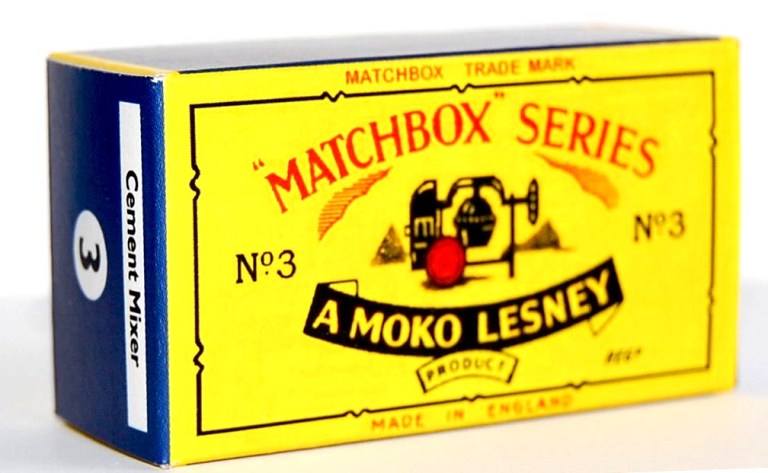 Cement Mixer
3
MATCHBOX TRADE MARK
"MATCHBOX" SERIES
m
Nº3
Nº3
A MOKO LESNEY
PRODUCT
MADE IN ENGLAND